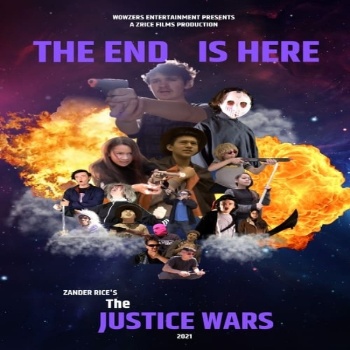 WOWZERS ENTERTAINMENT PRESENTS
A ZRICE FILMS PRODUCTION
THE END IS HERE
ZANDER RICE'S
The
JUSTICE WARS
2021